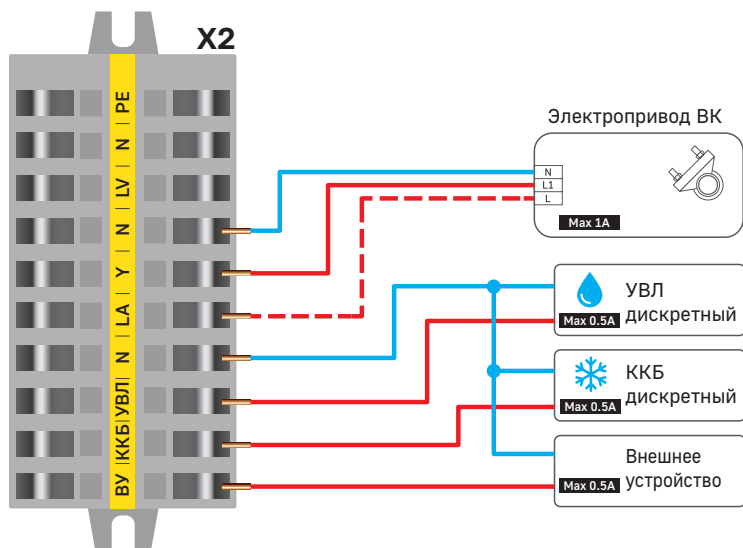 X2
PE
N
LV
N
Y
LA
N
УВЛ
ККБ
ВУ
Электропривод ВК
N
L1
L
Max 1A
УВЛ
дискретный
Max 0.5A
ККБ
дискретный
Max 0.5A
Внешнее
устройство
Max 0.5A